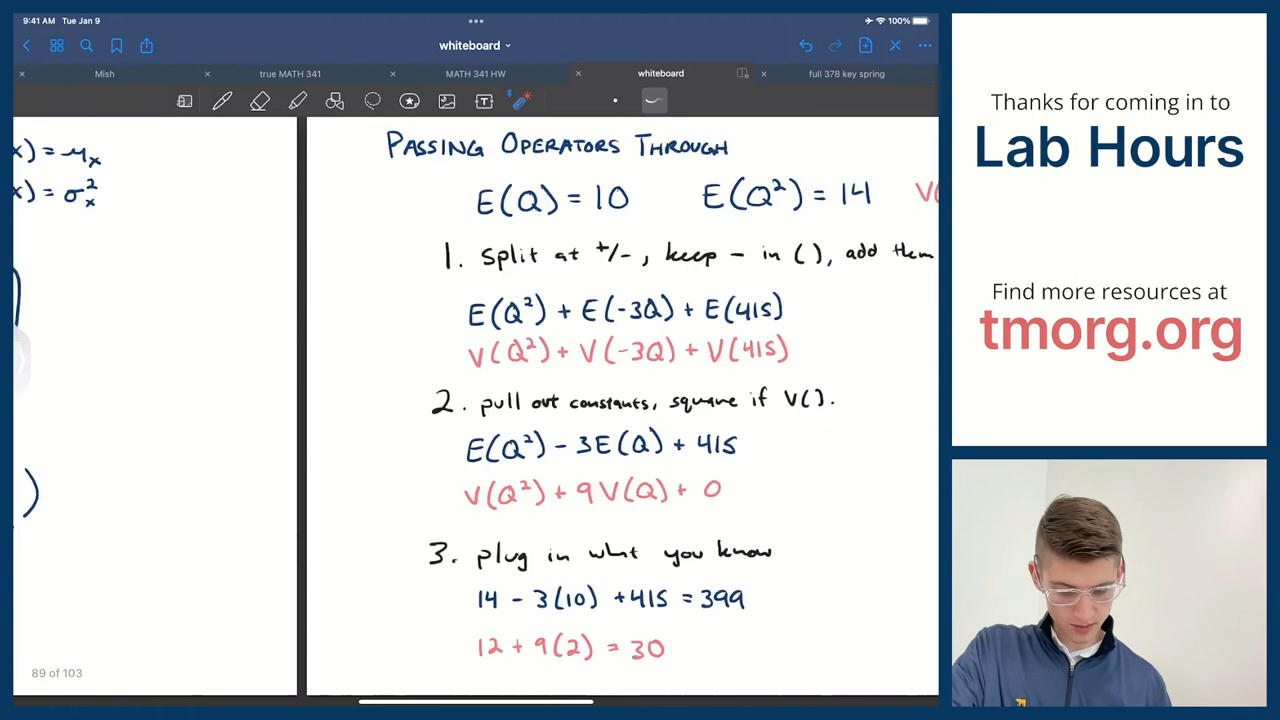 9:41 AM Tue Jan 9
100%
whiteboard
Mish
true MATH 341
MATH 341 HW
whiteboard
full 378 key spring
x) = μₓ
x) = σ²ₓ
)
PASSING OPERATORS THROUGH
E(Q) = 10 E(Q²) = 14 V(
1. split at +/-, keep - in (), add them
E(Q²) + E(-3Q) + E(415)
V(Q²) + V(-3Q) + V(415)
2. pull out constants, square if V().
E(Q²) - 3E(Q) + 415
V(Q²) + 9V(Q) + 0
3. plug in what you know
14 - 3(10) + 415 = 399
12 + 9(2) = 30
89 of 103
Thanks for coming in to
Lab Hours
Find more resources at
tmorg.org